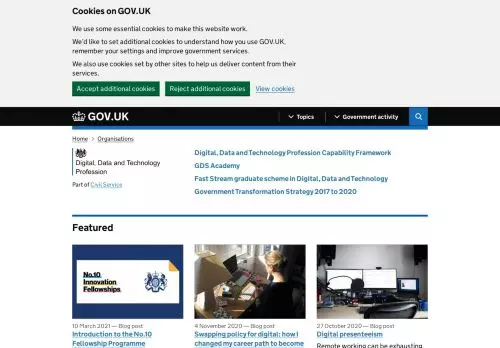 Cookies on GOV.UK
We use some essential cookies to make this website work.
We'd like to set additional cookies to understand how you use GOV.UK,
remember your settings and improve government services.
We also use cookies set by other sites to help us deliver content from their
services.
Accept additional cookies
Reject additional cookies
View cookies
GOV.UK
Topics
Government activity
Home > Organisations
Digital, Data and Technology
Profession
Part of Civil Service
Digital, Data and Technology Profession Capability Framework
GDS Academy
Fast Stream graduate scheme in Digital, Data and Technology
Government Transformation Strategy 2017 to 2020
Featured
No.10
Innovation
Fellowships
10 March 2021 — Blog post
Introduction to the No.10
Fellowship Programme
4 November 2020 — Blog post
Swapping policy for digital: how I
changed my career path to become
27 October 2020 — Blog post
Digital presenteeism
Remote working can be exhausting,